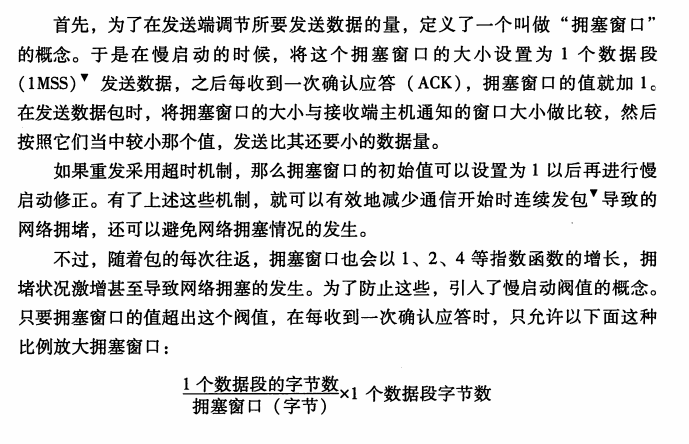 首先，为了在发送端调节所要发送数据的量，定义了一个叫做“拥塞窗口”
的概念。于是在慢启动的时候，将这个拥塞窗口的大小设置为 1 个数据段
（1MSS）▼ 发送数据，之后每收到一次确认应答（ACK），拥塞窗口的值就加 1。
在发送数据包时，将拥塞窗口的大小与接收端主机通知的窗口大小做比较，然后
按照它们当中较小那个值，发送比其还要小的数据量。
如果重发采用超时机制，那么拥塞窗口的初始值可以设置为 1 以后再进行慢
启动修正。有了上述这些机制，就可以有效地减少通信开始时连续发包▼导致的
网络拥堵，还可以避免网络拥塞情况的发生。
不过，随着包的每次往返，拥塞窗口也会以 1、2、4 等指数函数的增长，拥
堵状况激增甚至导致网络拥塞的发生。为了防止这些，引入了慢启动阀值的概念。
只要拥塞窗口的值超出这个阀值，在每收到一次确认应答时，只允许以下面这种
比例放大拥塞窗口：
1 个数据段的字节数
拥塞窗口（字节）
×1 个数据段字节数